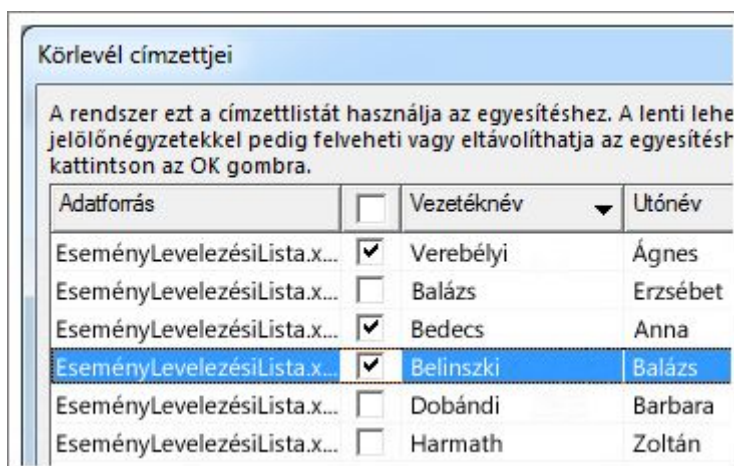 Körlevél címzettjei
A rendszer ezt a címzettlistát használja az egyesítéshez. A lenti lehe
jelölőnégyzetekkel pedig felveheti vagy eltávolíthatja az egyesítésh
kattintson az OK gombra.
Adatforrás Vezetéknév Utónév
EseményLevelezésiLista.x... Verebélyi Ágnes
EseményLevelezésiLista.x... Balázs Erzsébet
EseményLevelezésiLista.x... Bedecs Anna
EseményLevelezésiLista.x... Belinszki Balázs
EseményLevelezésiLista.x... Dobándi Barbara
EseményLevelezésiLista.x... Harmath Zoltán